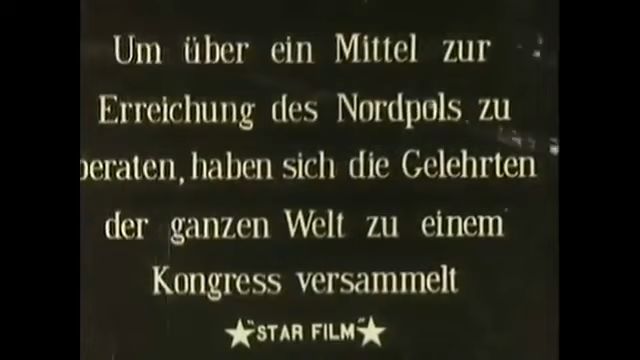 Um über ein Mittel zur
Erreichung des Nordpols zu
beraten, haben sich die Gelehrten
der ganzen Welt zu einem
Kongress versammelt
"STAR FILM"